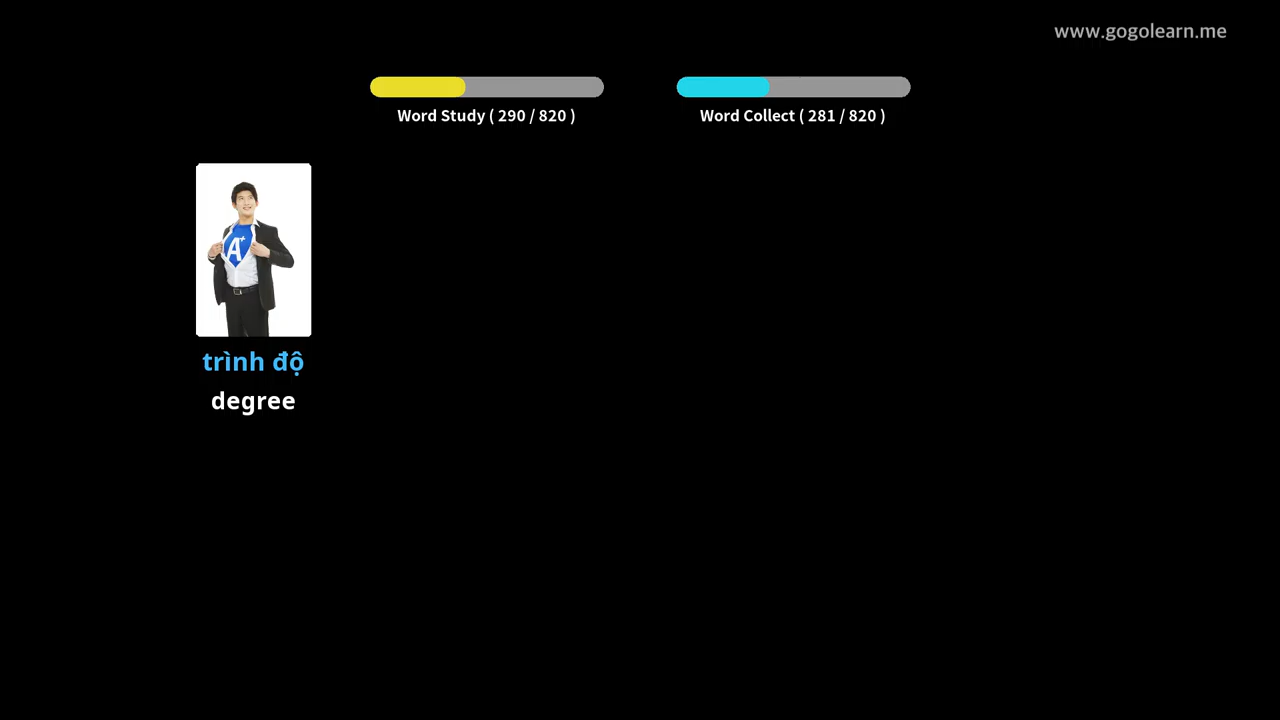 www.gogolearn.me
Word Study ( 290 / 820 )
Word Collect ( 281 / 820 )
A+
trình độ
degree